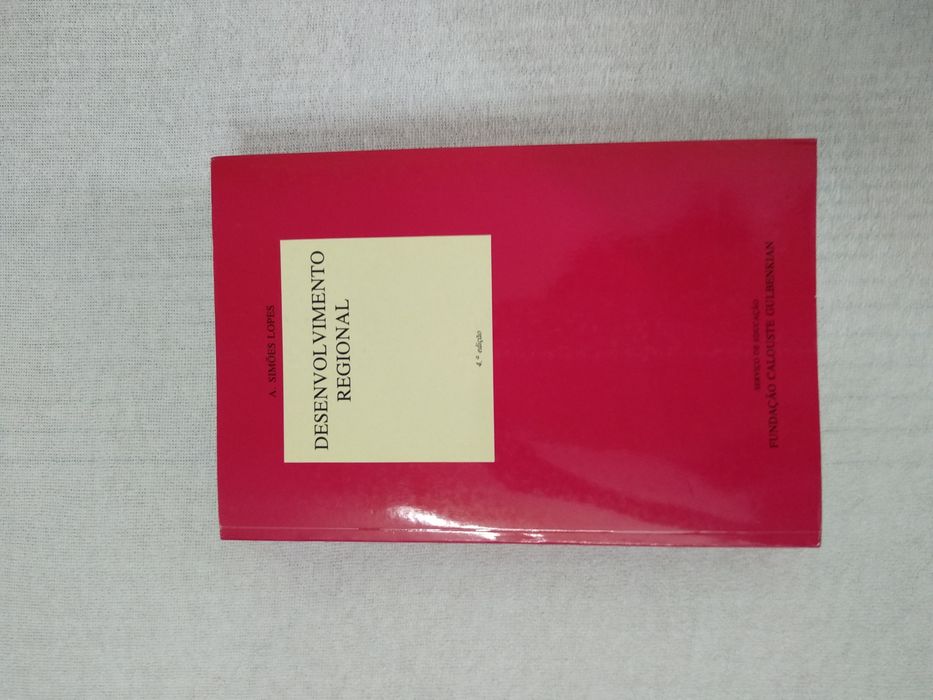 A. SIMÕES LOPES
DESENVOLVIMENTO
REGIONAL
4.ª edição
SERVIÇO DE EDUCAÇÃO
FUNDAÇÃO CALOUSTE GULBENKIAN